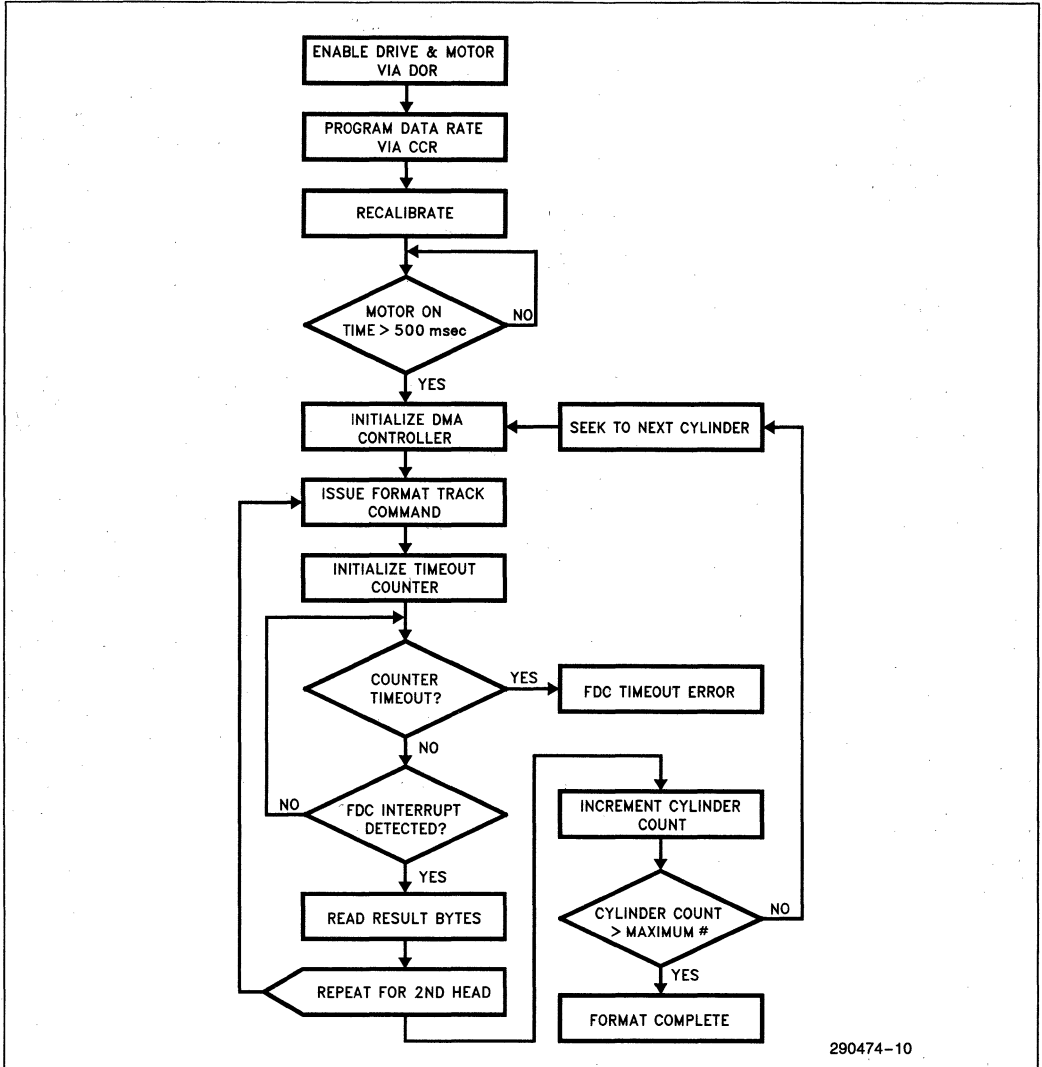 ENABLE DRIVE & MOTOR
VIA DOR
PROGRAM DATA RATE
VIA CCR
RECALIBRATE
MOTOR ON
TIME > 500 msec
NO
YES
INITIALIZE DMA
CONTROLLER
SEEK TO NEXT CYLINDER
ISSUE FORMAT TRACK
COMMAND
INITIALIZE TIMEOUT
COUNTER
COUNTER
TIMEOUT?
YES
FDC TIMEOUT ERROR
NO
FDC INTERRUPT
DETECTED?
NO
YES
READ RESULT BYTES
REPEAT FOR 2ND HEAD
INCREMENT CYLINDER
COUNT
CYLINDER COUNT
> MAXIMUM #
NO
YES
FORMAT COMPLETE
290474-10